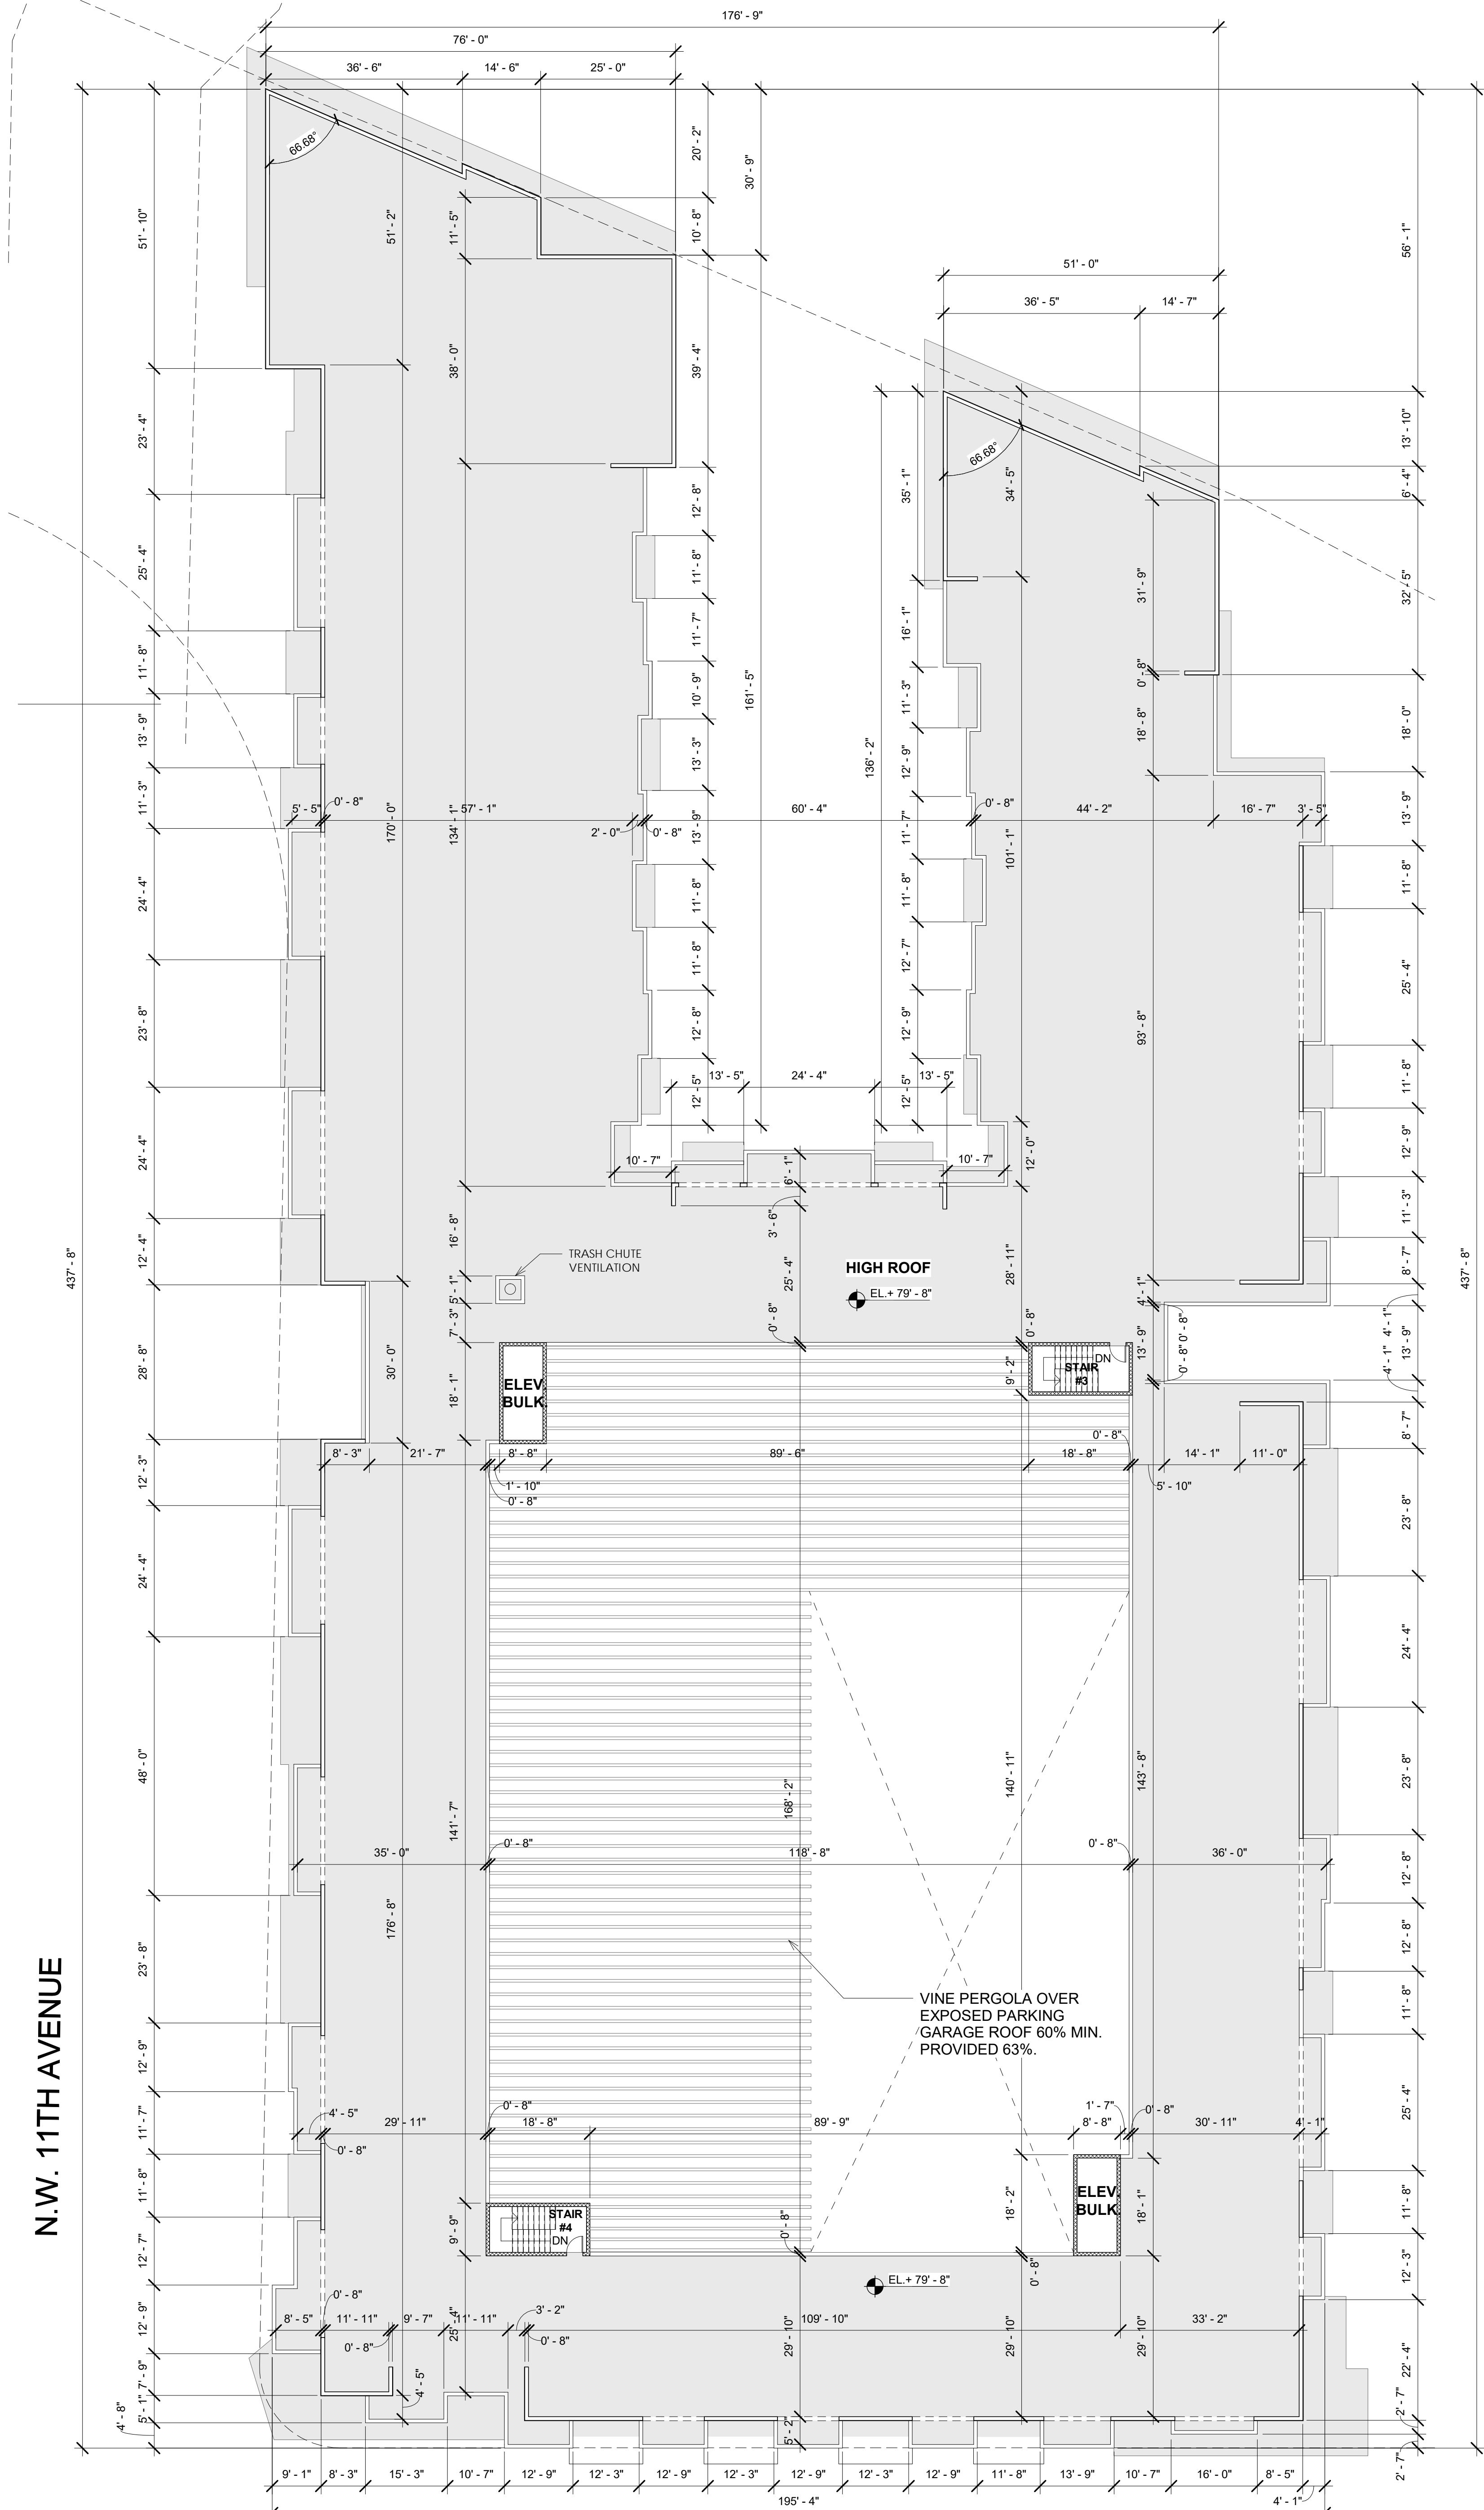 176' - 9"
76' - 0"
36' - 6"
14' - 6"
25' - 0"
66.68°
20' - 2"
30' - 9"
51' - 10"
51' - 2"
11' - 5"
10' - 8"
56' - 1"
51' - 0"
36' - 5"
14' - 7"
38' - 0"
39' - 4"
13' - 10"
23' - 4"
66.68°
35' - 1"
34' - 5"
6' - 4"
12' - 8"
25' - 4"
11' - 8"
31' - 9"
32' - 5"
11' - 7"
16' - 1"
11' - 8"
10' - 9"
161' - 5"
11' - 3"
0' - 8"
13' - 9"
13' - 3"
136' - 2"
12' - 9"
18' - 8"
18' - 0"
11' - 3"
5' - 5"
0' - 8"
170' - 0"
134' - 1"
57' - 1"
2' - 0"
0' - 8"
13' - 9"
60' - 4"
11' - 7"
0' - 8"
101' - 1"
44' - 2"
16' - 7"
3' - 5"
13' - 9"
24' - 4"
11' - 8"
11' - 8"
11' - 8"
11' - 8"
12' - 7"
25' - 4"
23' - 8"
12' - 8"
12' - 9"
93' - 8"
11' - 8"
13' - 5"
24' - 4"
13' - 5"
12' - 5"
12' - 5"
12' - 9"
24' - 4"
10' - 7"
6' - 1"
10' - 7"
12' - 0"
11' - 3"
3' - 6"
16' - 8"
12' - 4"
TRASH CHUTE
VENTILATION
25' - 4"
HIGH ROOF
EL.+ 79' - 8"
28' - 11"
8' - 7"
437' - 8"
437' - 8"
5' - 1"
7' - 3"
0' - 8"
0' - 8"
4' - 1"
13' - 9"
0' - 8"
0' - 8"
4' - 1"
4' - 1"
13' - 9"
28' - 8"
30' - 0"
18' - 1"
ELEV.
BULK.
9' - 2"
DN
STAIR
#3
8' - 7"
0' - 8"
8' - 3"
21' - 7"
8' - 8"
89' - 6"
18' - 8"
14' - 1"
11' - 0"
12' - 3"
1' - 10"
0' - 8"
5' - 10"
23' - 8"
24' - 4"
24' - 4"
48' - 0"
168' - 2"
140' - 11"
143' - 8"
23' - 8"
141' - 7"
0' - 8"
0' - 8"
35' - 0"
118' - 8"
36' - 0"
12' - 8"
176' - 8"
12' - 8"
23' - 8"
N.W. 11TH AVENUE
VINE PERGOLA OVER
EXPOSED PARKING
GARAGE ROOF 60% MIN.
PROVIDED 63%.
11' - 8"
12' - 9"
25' - 4"
4' - 5"
0' - 8"
1' - 7"
0' - 8"
11' - 7"
29' - 11"
18' - 8"
89' - 9"
8' - 8"
30' - 11"
4' - 1"
0' - 8"
11' - 8"
ELEV.
BULK.
18' - 2"
18' - 1"
11' - 8"
STAIR
#4
DN
9' - 9"
0' - 8"
12' - 7"
12' - 3"
0' - 8"
EL.+ 79' - 8"
0' - 8"
12' - 9"
8' - 5"
11' - 11"
9' - 7"
11' - 11"
3' - 2"
109' - 10"
33' - 2"
0' - 8"
0' - 8"
25' - 4"
29' - 10"
29' - 10"
29' - 10"
22' - 4"
7' - 9"
4' - 5"
5' - 1"
4' - 8"
5' - 2"
2' - 7"
2' - 7"
9' - 1"
8' - 3"
15' - 3"
10' - 7"
12' - 9"
12' - 3"
12' - 9"
12' - 3"
12' - 9"
12' - 3"
12' - 9"
11' - 8"
13' - 9"
10' - 7"
16' - 0"
8' - 5"
4' - 1"
195' - 4"